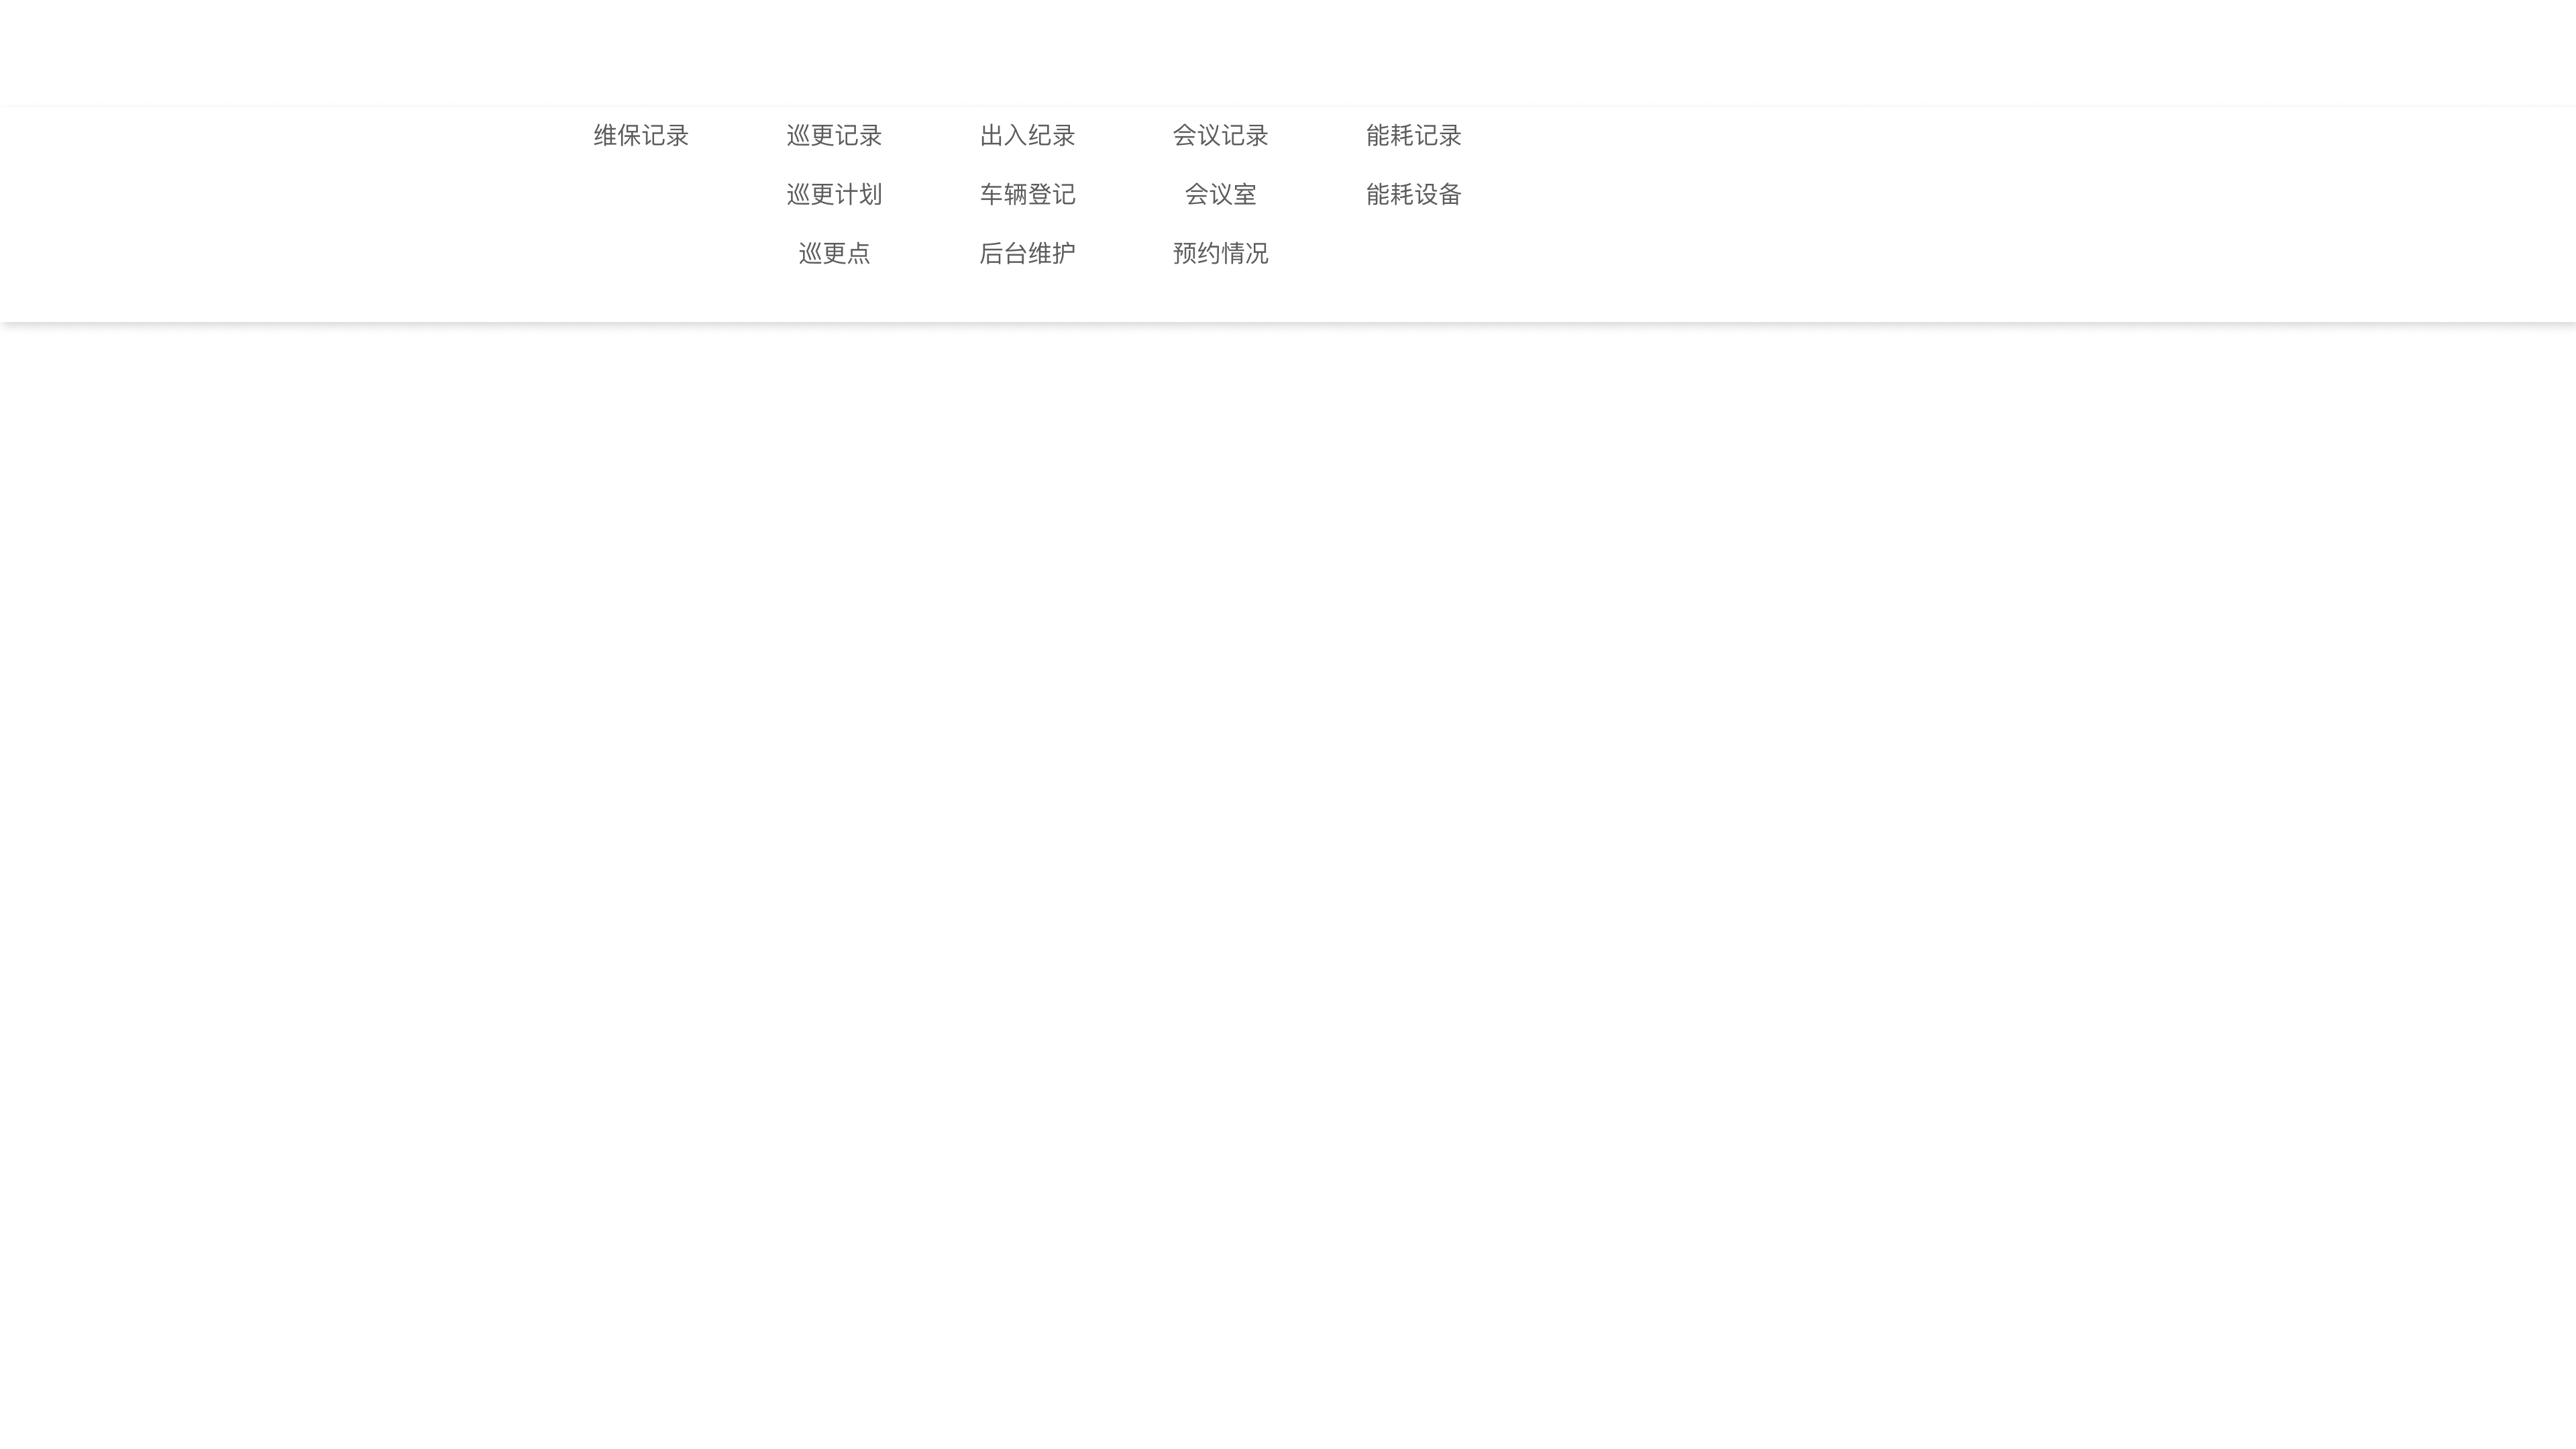 维保记录 巡更记录 出入纪录 会议记录 能耗记录
巡更计划 车辆登记 会议室 能耗设备
巡更点 后台维护 预约情况